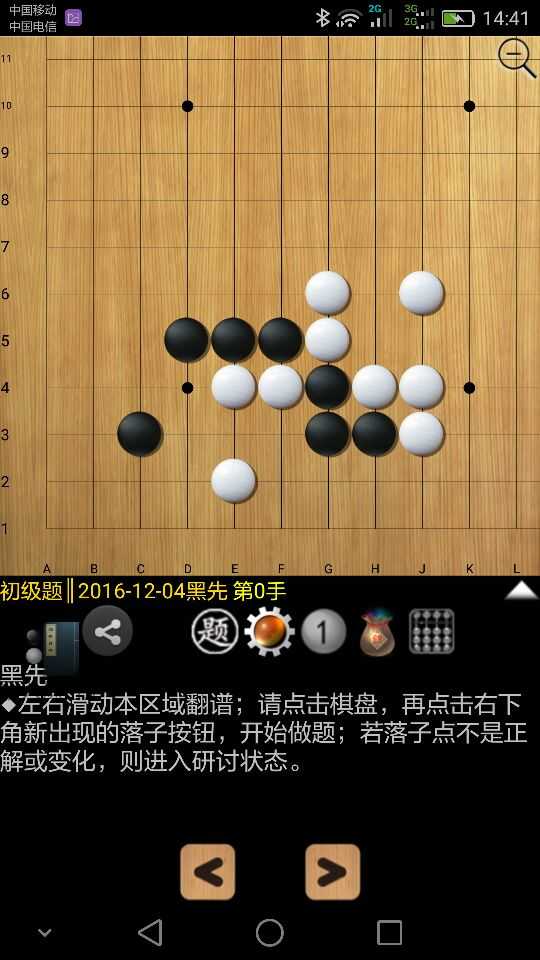 中国移动
中国电信
2G
3G
2G
14:41
11
10
9
8
7
6
5
4
3
2
1
A B C D E F G H J K L
初级题‖2016-12-04黑先 第0手
题
1
黑先
◆左右滑动本区域翻谱；请点击棋盘，再点击右下
角新出现的落子按钮，开始做题；若落子点不是正
解或变化，则进入研讨状态。